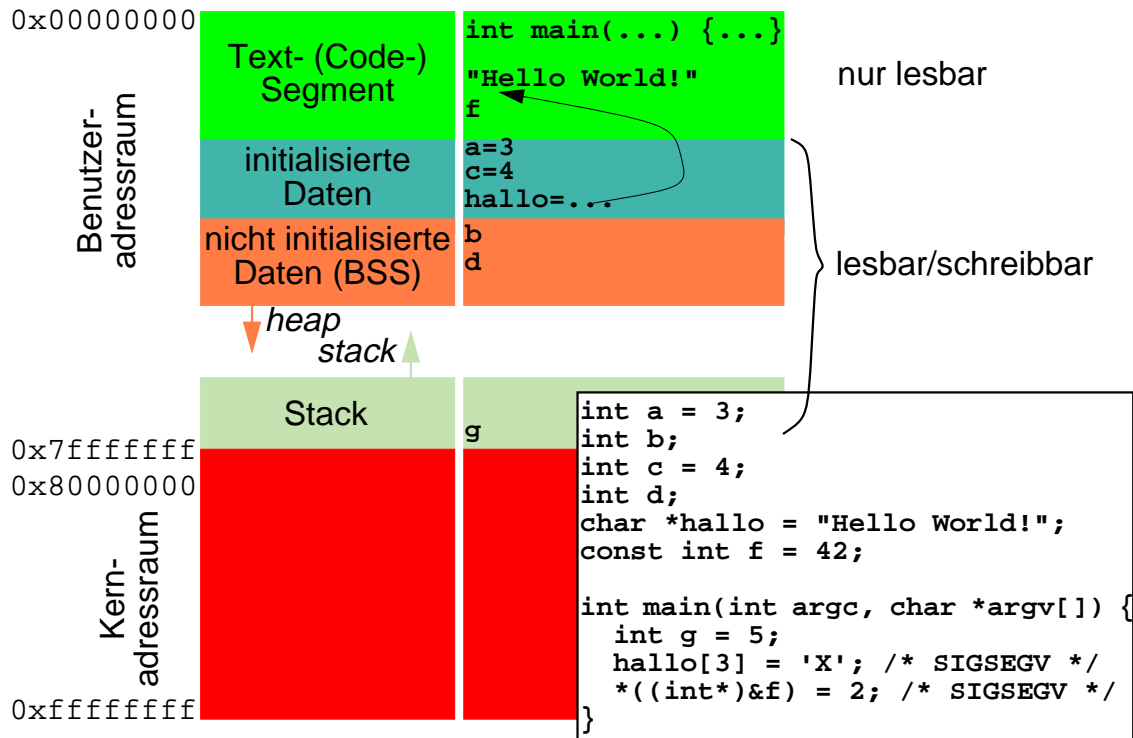 0x00000000
Text- (Code-)
Segment
int main(...) {...}
"Hello World!"
f
nur lesbar
Benutzer-
adressraum
initialisierte
Daten
a=3
c=4
hallo=...
nicht initialisierte
Daten (BSS)
b
d
lesbar/schreibbar
heap
stack
Stack
g
0x7fffffff
0x80000000
Kern-
adressraum
0xffffffff
int a = 3;
int b;
int c = 4;
int d;
char *hallo = "Hello World!";
const int f = 42;
int main(int argc, char *argv[]) {
int g = 5;
hallo[3] = 'X'; /* SIGSEGV */
*((int*)&f) = 2; /* SIGSEGV */
}